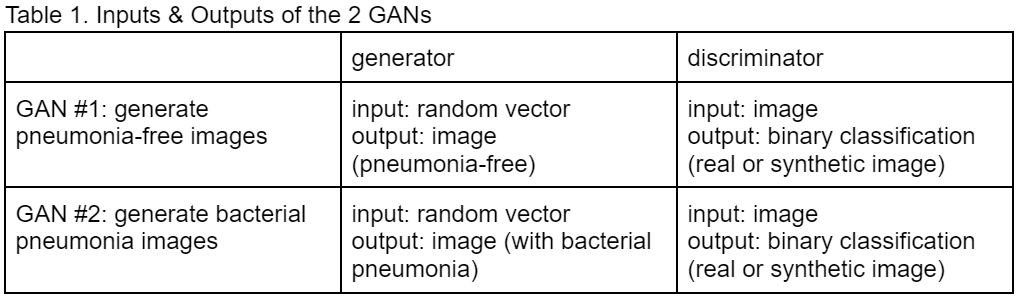 Table 1. Inputs & Outputs of the 2 GANs
generator
discriminator
GAN #1: generate
pneumonia-free images
input: random vector
output: image
(pneumonia-free)
input: image
output: binary classification
(real or synthetic image)
GAN #2: generate bacterial
pneumonia images
input: random vector
output: image (with bacterial
pneumonia)
input: image
output: binary classification
(real or synthetic image)